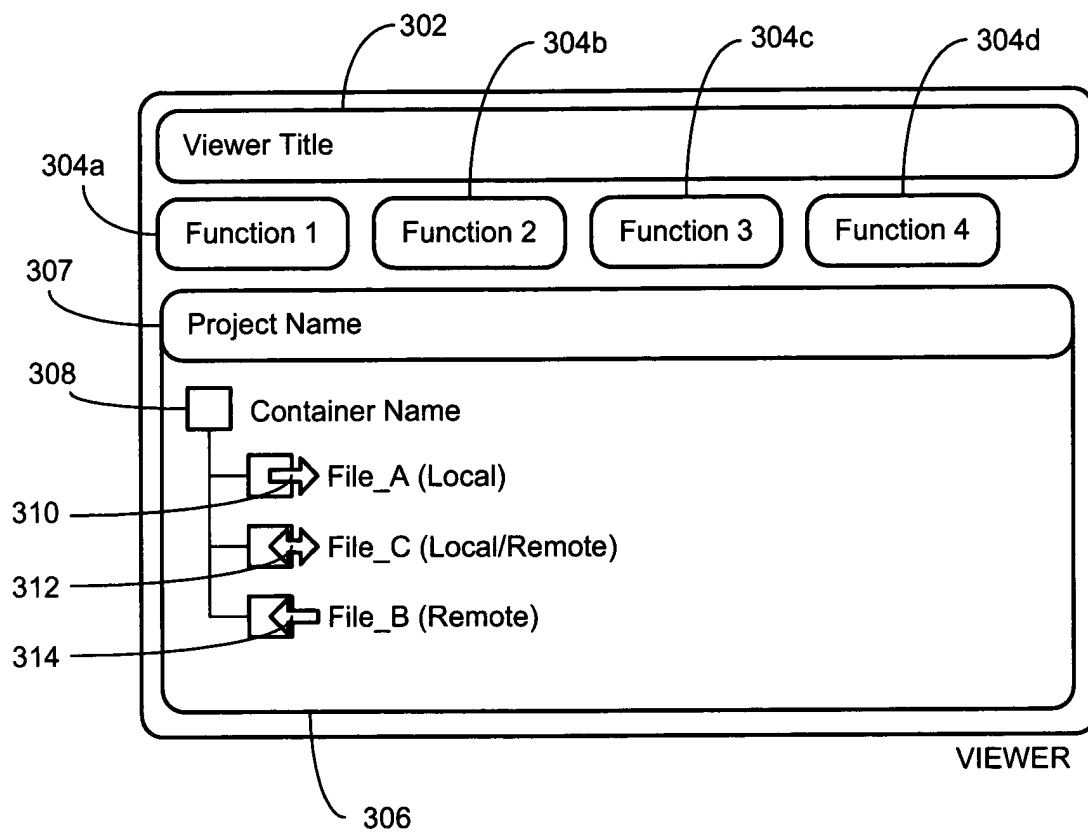 302
304b
304c
304d
Viewer Title
304a
Function 1
Function 2
Function 3
Function 4
307
Project Name
308
Container Name
File_A (Local)
310
File_C (Local/Remote)
312
File_B (Remote)
314
VIEWER
306